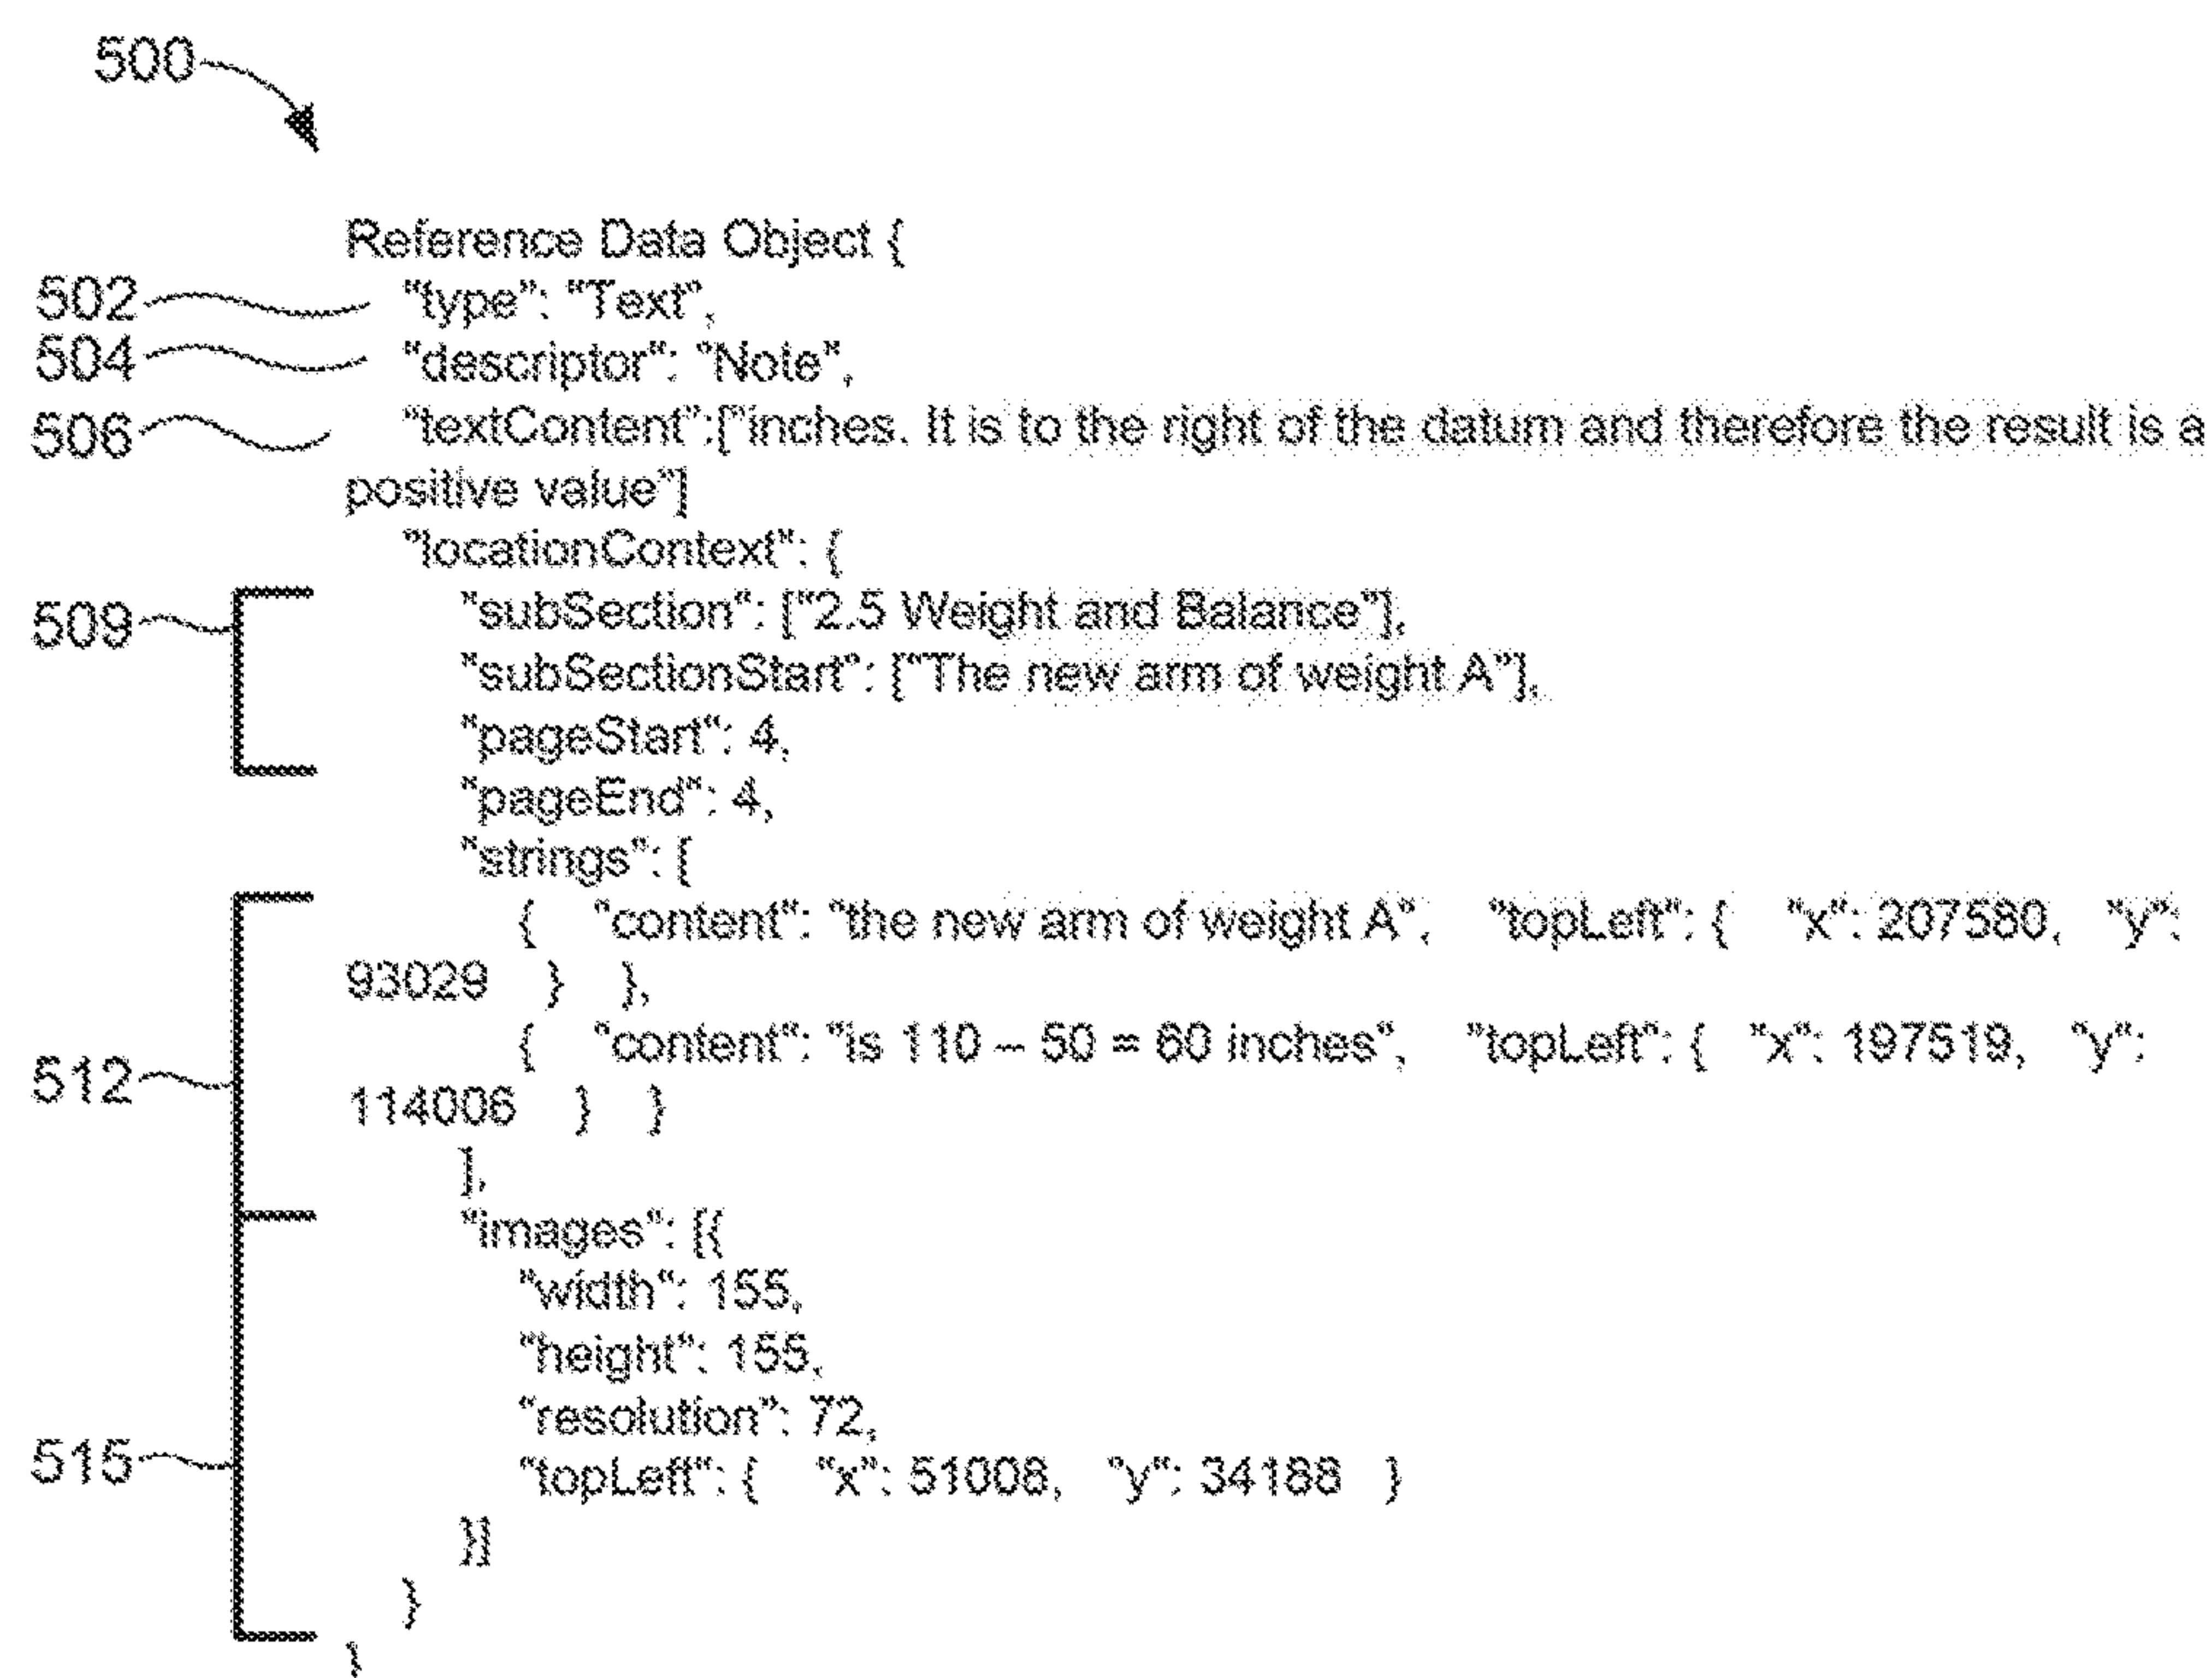 500
Reference Data Object {
502 "type": "Text",
504 "descriptor": "Note",
506 "textContent":["inches. It is to the right of the datum and therefore the result is a
positive value"]
"locationContext": {
509 "subSection": ["2.5 Weight and Balance"],
"subSectionStart": ["The new arm of weight A"],
"pageStart": 4,
"pageEnd": 4,
"strings": [
{ "content": "the new arm of weight A", "topLeft": { "x": 207580, "y":
93029 } },
{ "content": "is 110 – 50 = 60 inches", "topLeft": { "x": 197519, "y":
512
114006 } }
],
"images": [{
"width": 155,
"height": 155,
"resolution": 72,
515 "topLeft": { "x": 51008, "y": 34188 }
}]
}
}